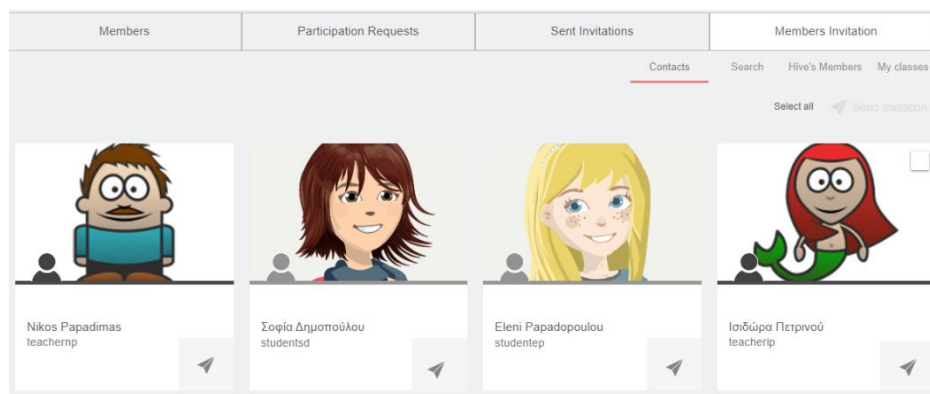 Members
Participation Requests
Sent Invitations
Members Invitation
Contacts
Search
Hive's Members
My classes
Select all
Send Invitation
Nikos Papadimas
teachernp
Σοφία Δημοπούλου
studentsd
Eleni Papadopoulou
studentep
Ισιδώρα Πετρινού
teacherip